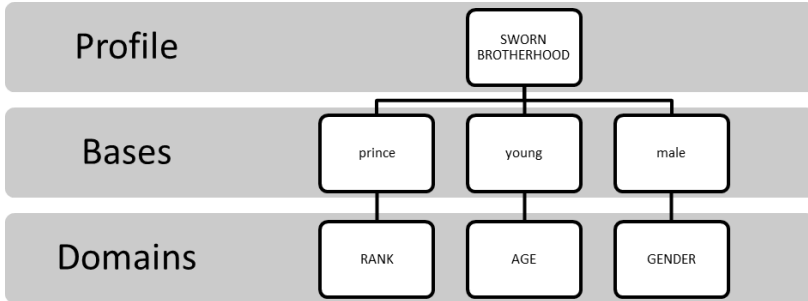 Profile
SWORN
BROTHERHOOD
Bases
prince
young
male
Domains
RANK
AGE
GENDER